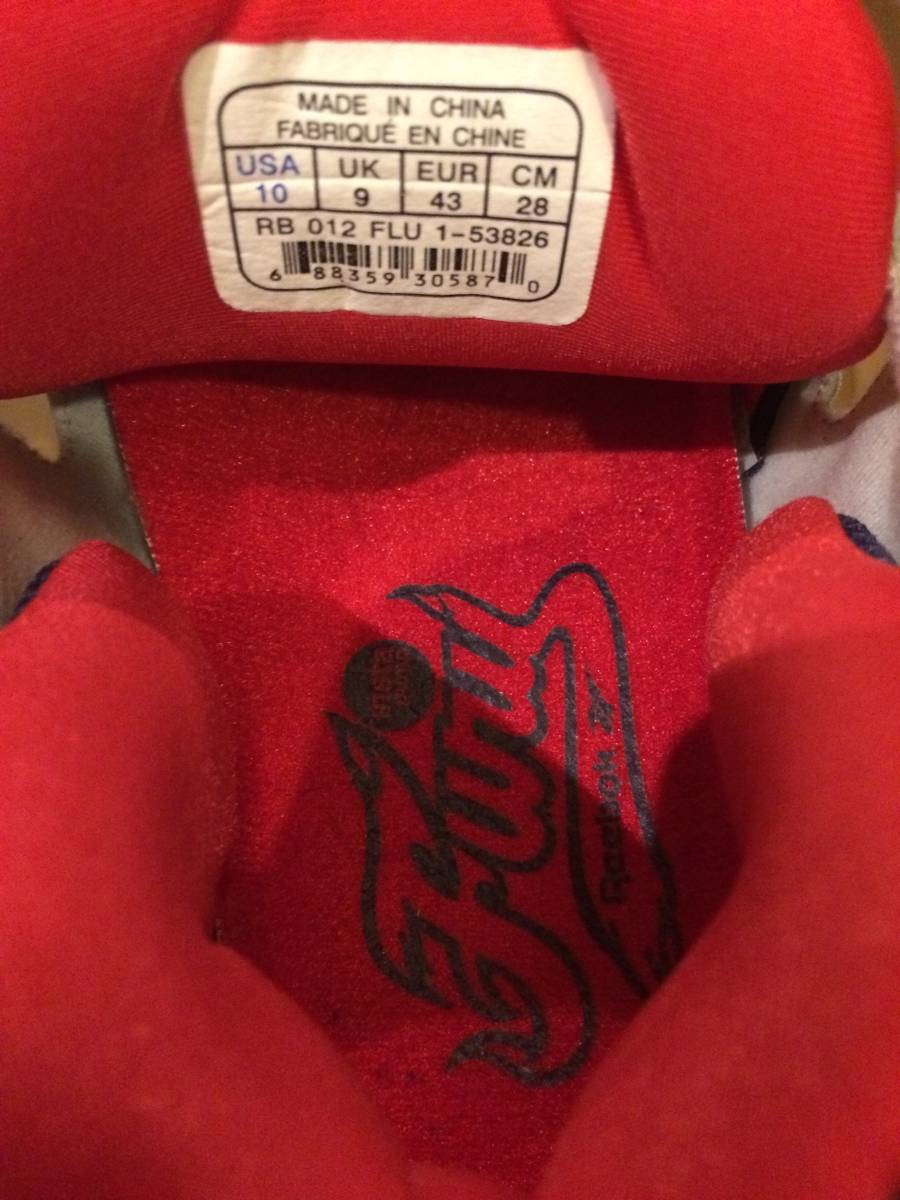 MADE IN CHINA
FABRIQUÉ EN CHINE
USA UK EUR CM
10 9 43 28
RB 012 FLU 1-53826
6 88359 30587 0
Reebok